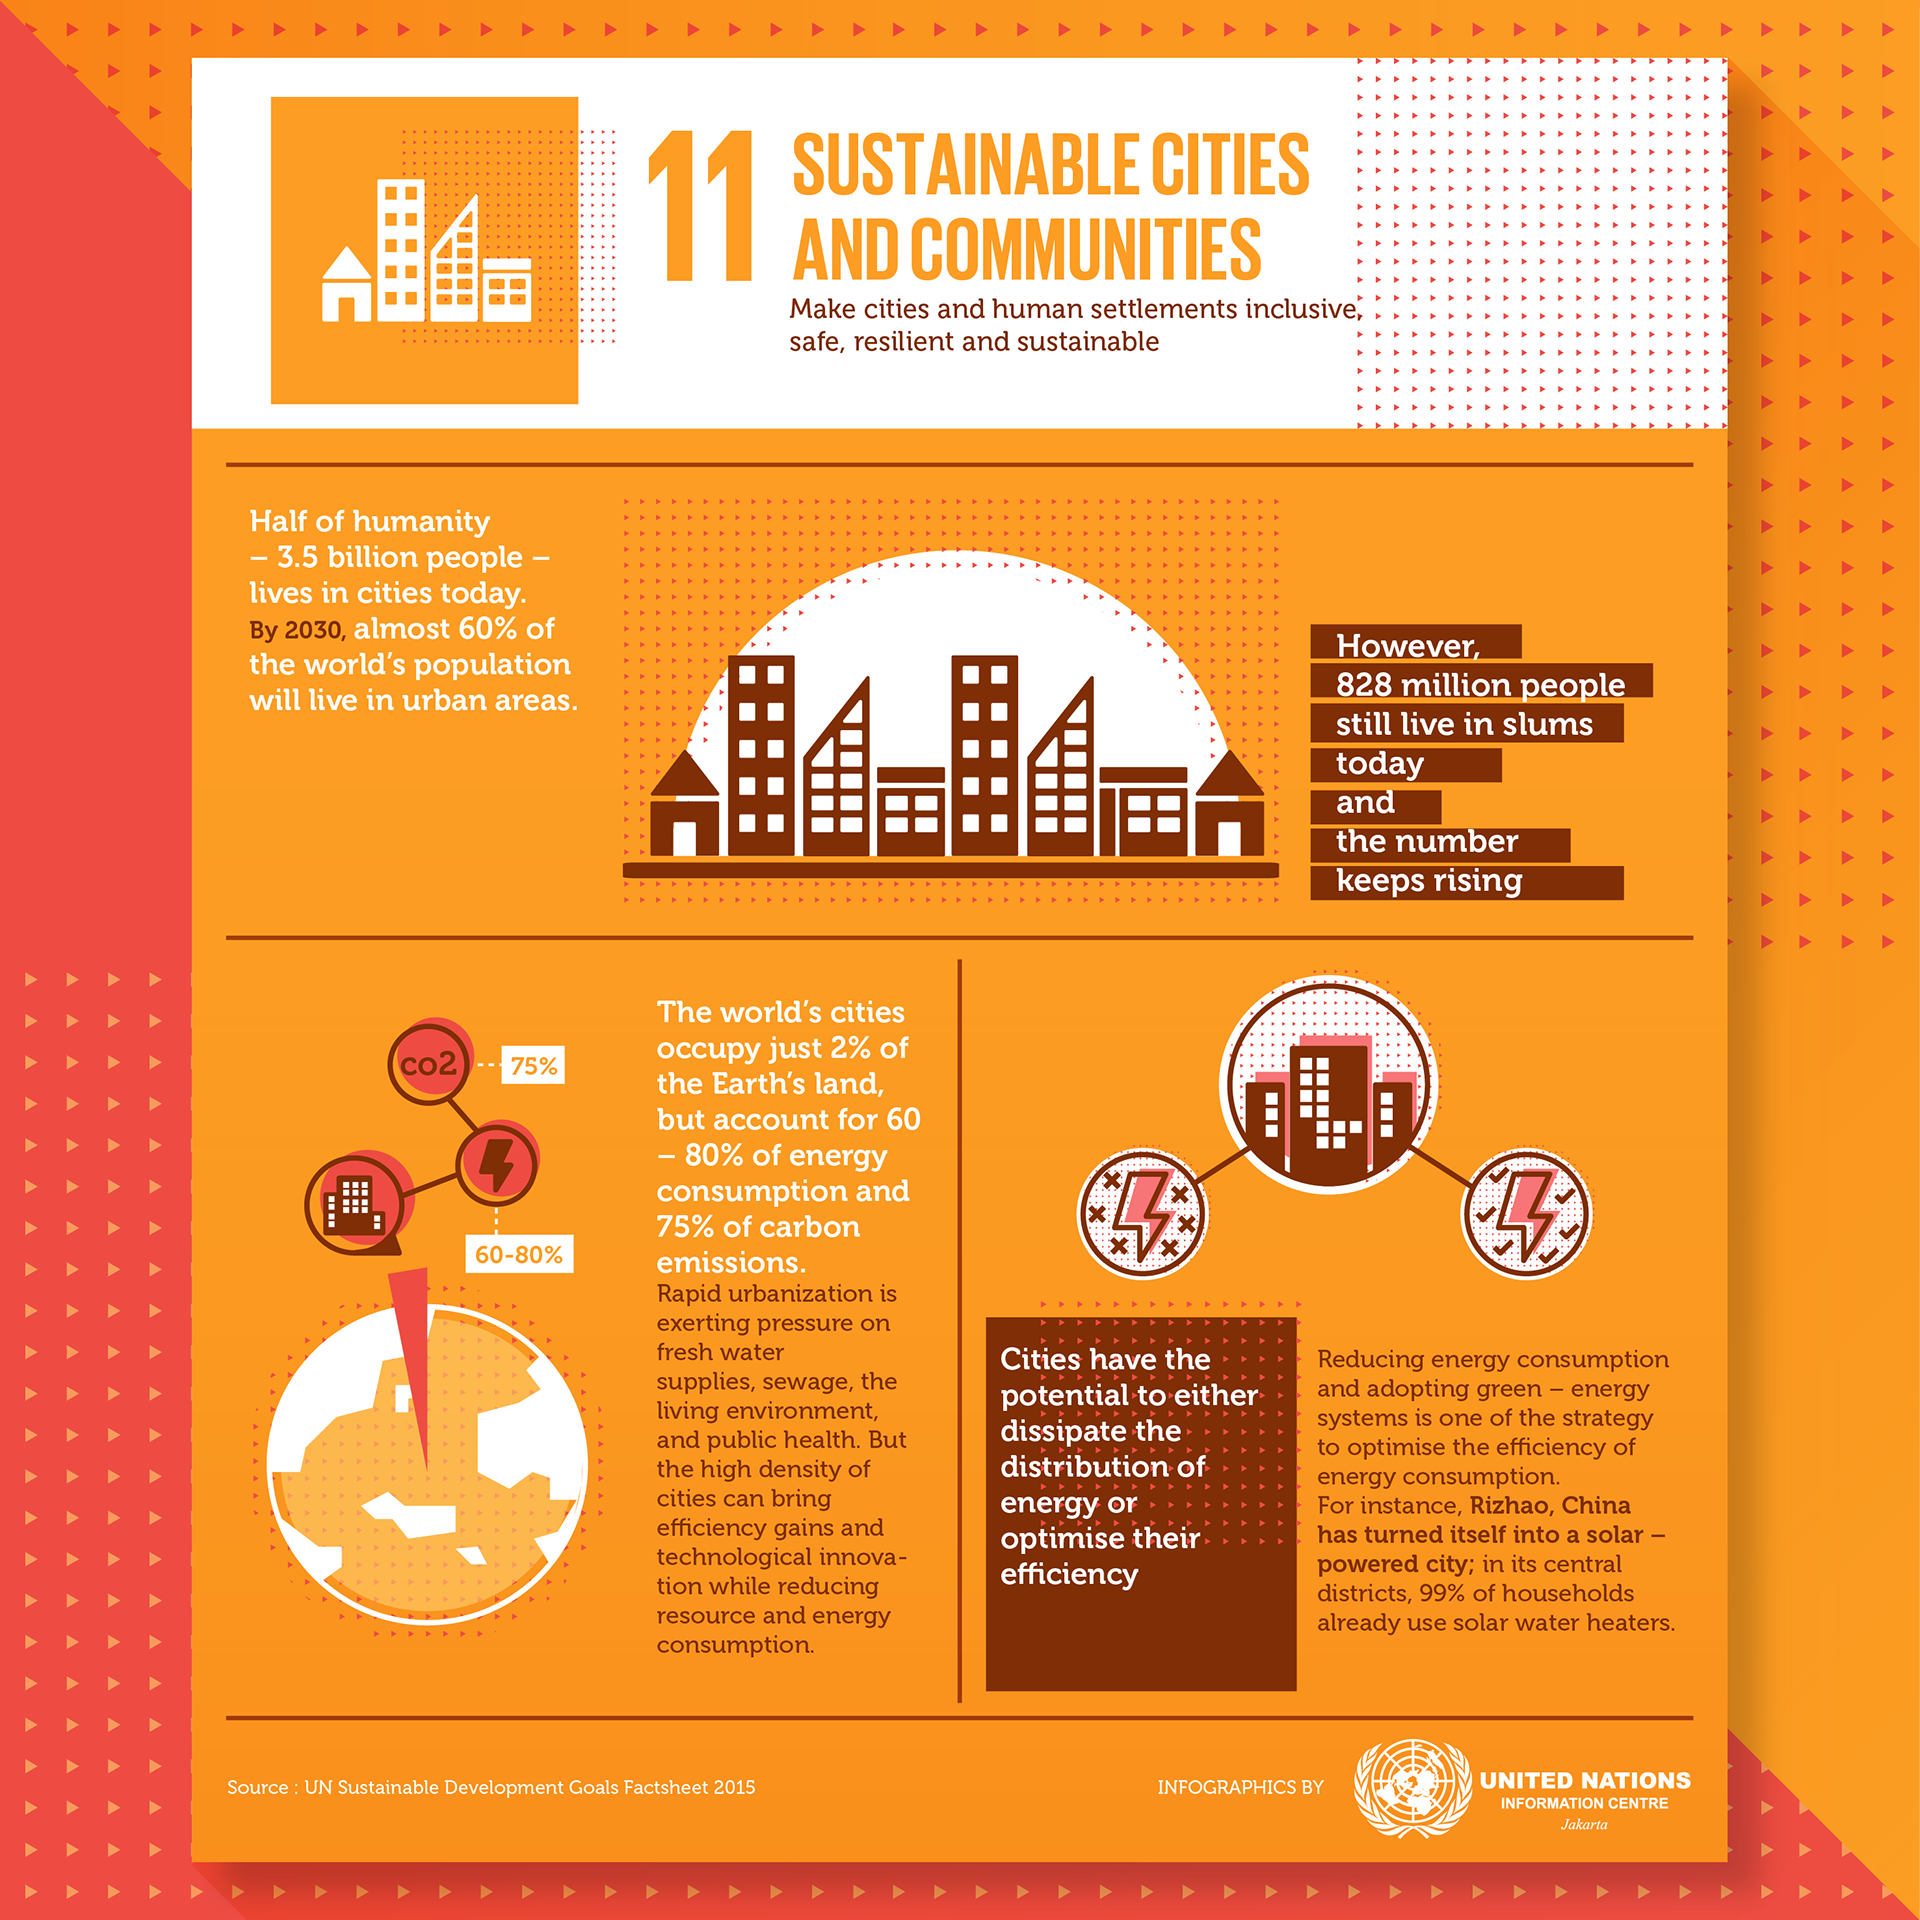 11
SUSTAINABLE CITIES
AND COMMUNITIES
Make cities and human settlements inclusive,
safe, resilient and sustainable
Half of humanity
– 3.5 billion people –
lives in cities today.
By 2030, almost 60% of
the world's population
will live in urban areas.
However,
828 million people
still live in slums
today
and
the number
keeps rising
co2
75%
60-80%
The world's cities
occupy just 2% of
the Earth's land,
but account for 60
– 80% of energy
consumption and
75% of carbon
emissions.
Rapid urbanization is
exerting pressure on
fresh water
supplies, sewage, the
living environment,
and public health. But
the high density of
cities can bring
efficiency gains and
technological innova-
tion while reducing
resource and energy
consumption.
Cities have the
potential to either
dissipate the
distribution of
energy or
optimise their
efficiency
Reducing energy consumption
and adopting green – energy
systems is one of the strategy
to optimise the efficiency of
energy consumption.
For instance, Rizhao, China
has turned itself into a solar –
powered city; in its central
districts, 99% of households
already use solar water heaters.
Source : UN Sustainable Development Goals Factsheet 2015
INFOGRAPHICS BY
UNITED NATIONS
INFORMATION CENTRE
Jakarta